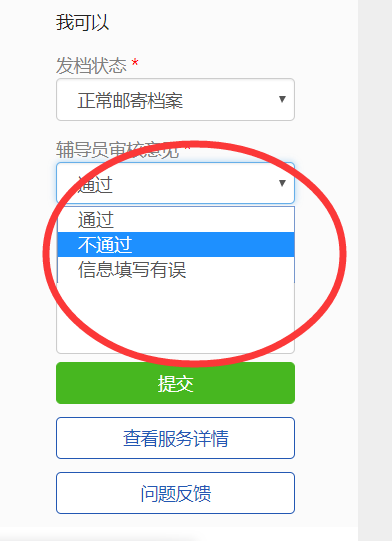 我可以
发档状态 *
正常邮寄档案
辅导员审核意见 *
通过
通过
不通过
信息填写有误
提交
查看服务详情
问题反馈